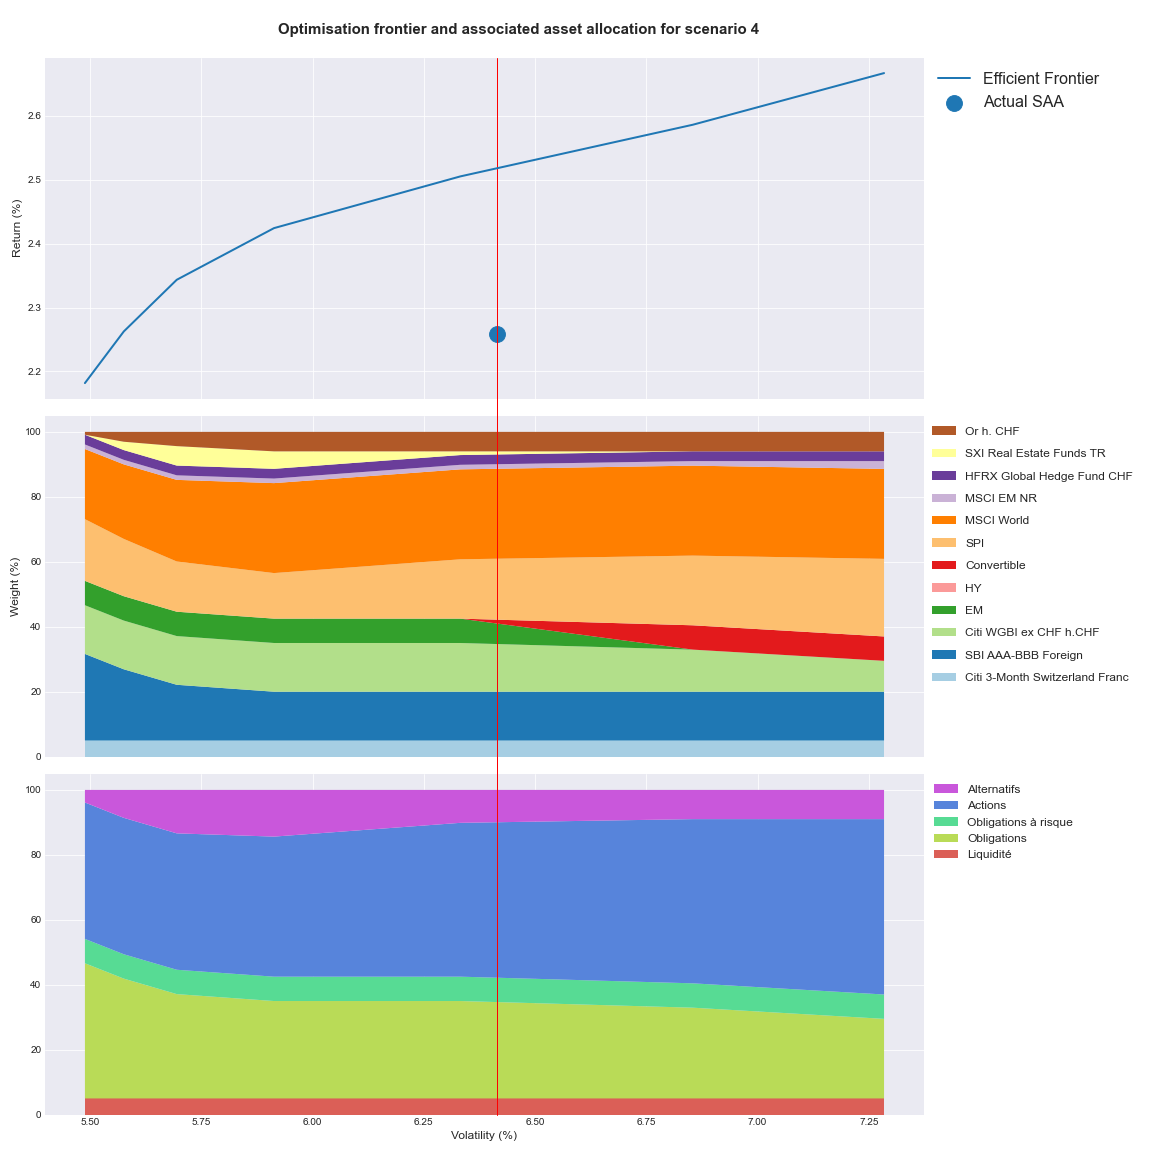 Optimisation frontier and associated asset allocation for scenario 4
Return (%)
2.6
2.5
2.4
2.3
2.2
Efficient Frontier
Actual SAA
Weight (%)
100
80
60
40
20
0
Or h. CHF
SXI Real Estate Funds TR
HFRX Global Hedge Fund CHF
MSCI EM NR
MSCI World
SPI
Convertible
HY
EM
Citi WGBI ex CHF h.CHF
SBI AAA-BBB Foreign
Citi 3-Month Switzerland Franc
100
80
60
40
20
0
Alternatifs
Actions
Obligations à risque
Obligations
Liquidité
5.50 5.75 6.00 6.25 6.50 6.75 7.00 7.25
Volatility (%)